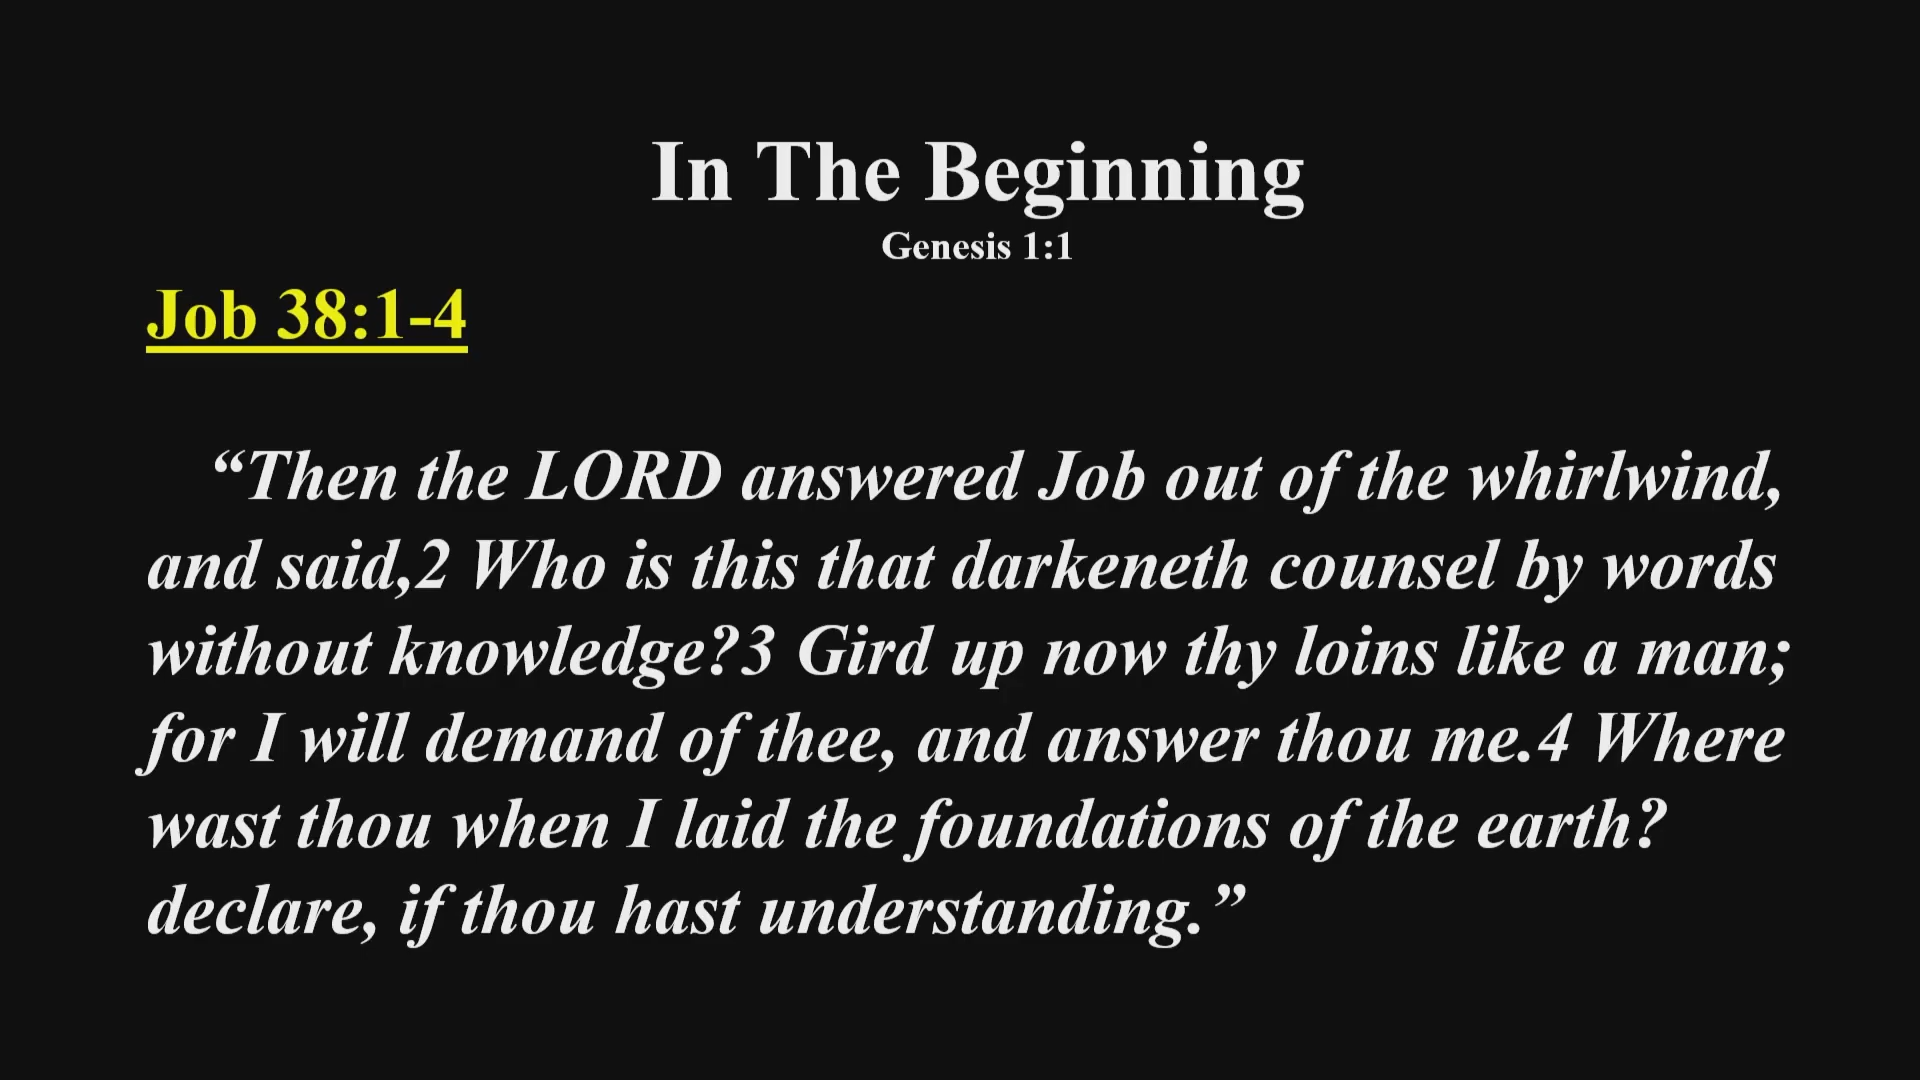 In The Beginning
Genesis 1:1
Job 38:1-4
“Then the LORD answered Job out of the whirlwind,
and said,2 Who is this that darkeneth counsel by words
without knowledge?3 Gird up now thy loins like a man;
for I will demand of thee, and answer thou me.4 Where
wast thou when I laid the foundations of the earth?
declare, if thou hast understanding.”